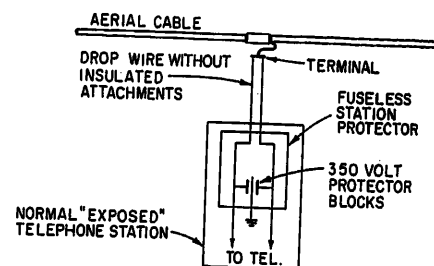 AERIAL CABLE
DROP WIRE WITHOUT
INSULATED
ATTACHMENTS
TERMINAL
FUSELESS
STATION
PROTECTOR
350 VOLT
PROTECTOR
BLOCKS
NORMAL "EXPOSED"
TELEPHONE STATION
TO TEL.